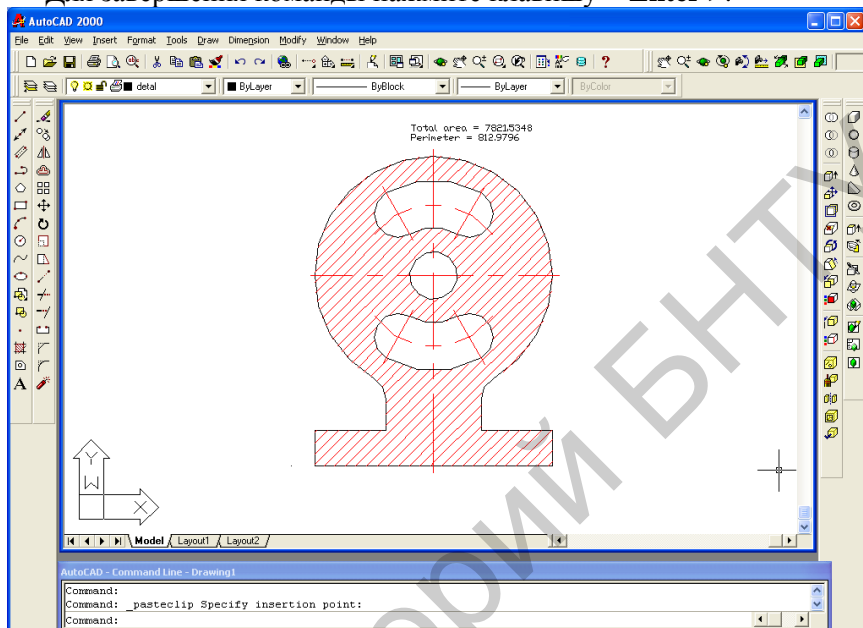 Для завершения команды нажмите клавишу
AutoCAD 2000
File Edit View Insert Format Tools Draw Dimension Modify Window Help
detal ByLayer ByBlock ByLayer ByColor
Total area = 7821.5348
Perimeter = 812.9796
Y
W
X
Model Layout1 Layout2
AutoCAD - Command Line - Drawing1
Command:
Command: _pasteclip Specify insertion point:
Command:
БНТУ